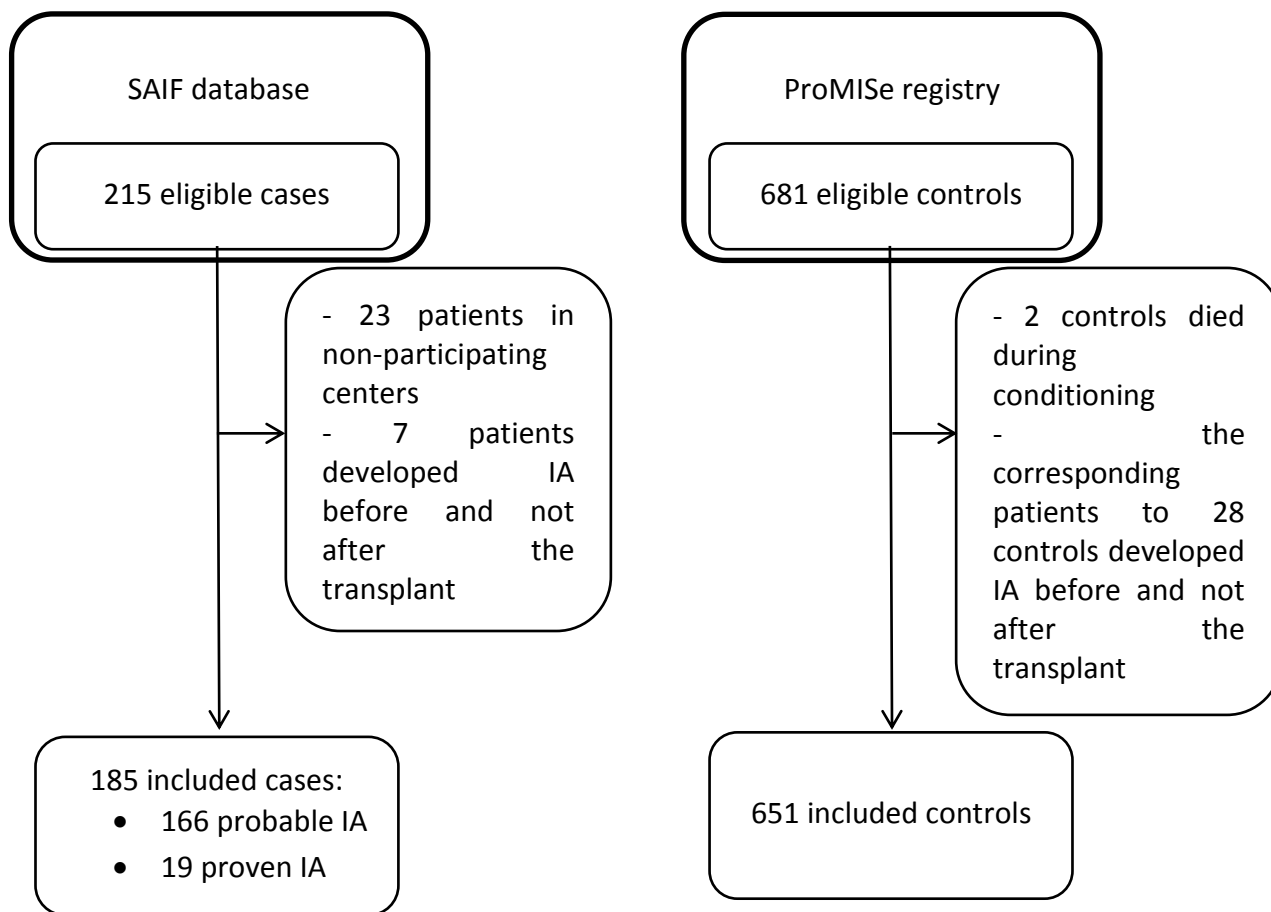 SAIF database
215 eligible cases
- 23 patients in
non-participating
centers
- 7 patients
developed IA
before and not
after the
transplant
185 included cases:
• 166 probable IA
• 19 proven IA
ProMISe registry
681 eligible controls
- 2 controls died
during
conditioning
- the
corresponding
patients to 28
controls developed
IA before and not
after the
transplant
651 included controls